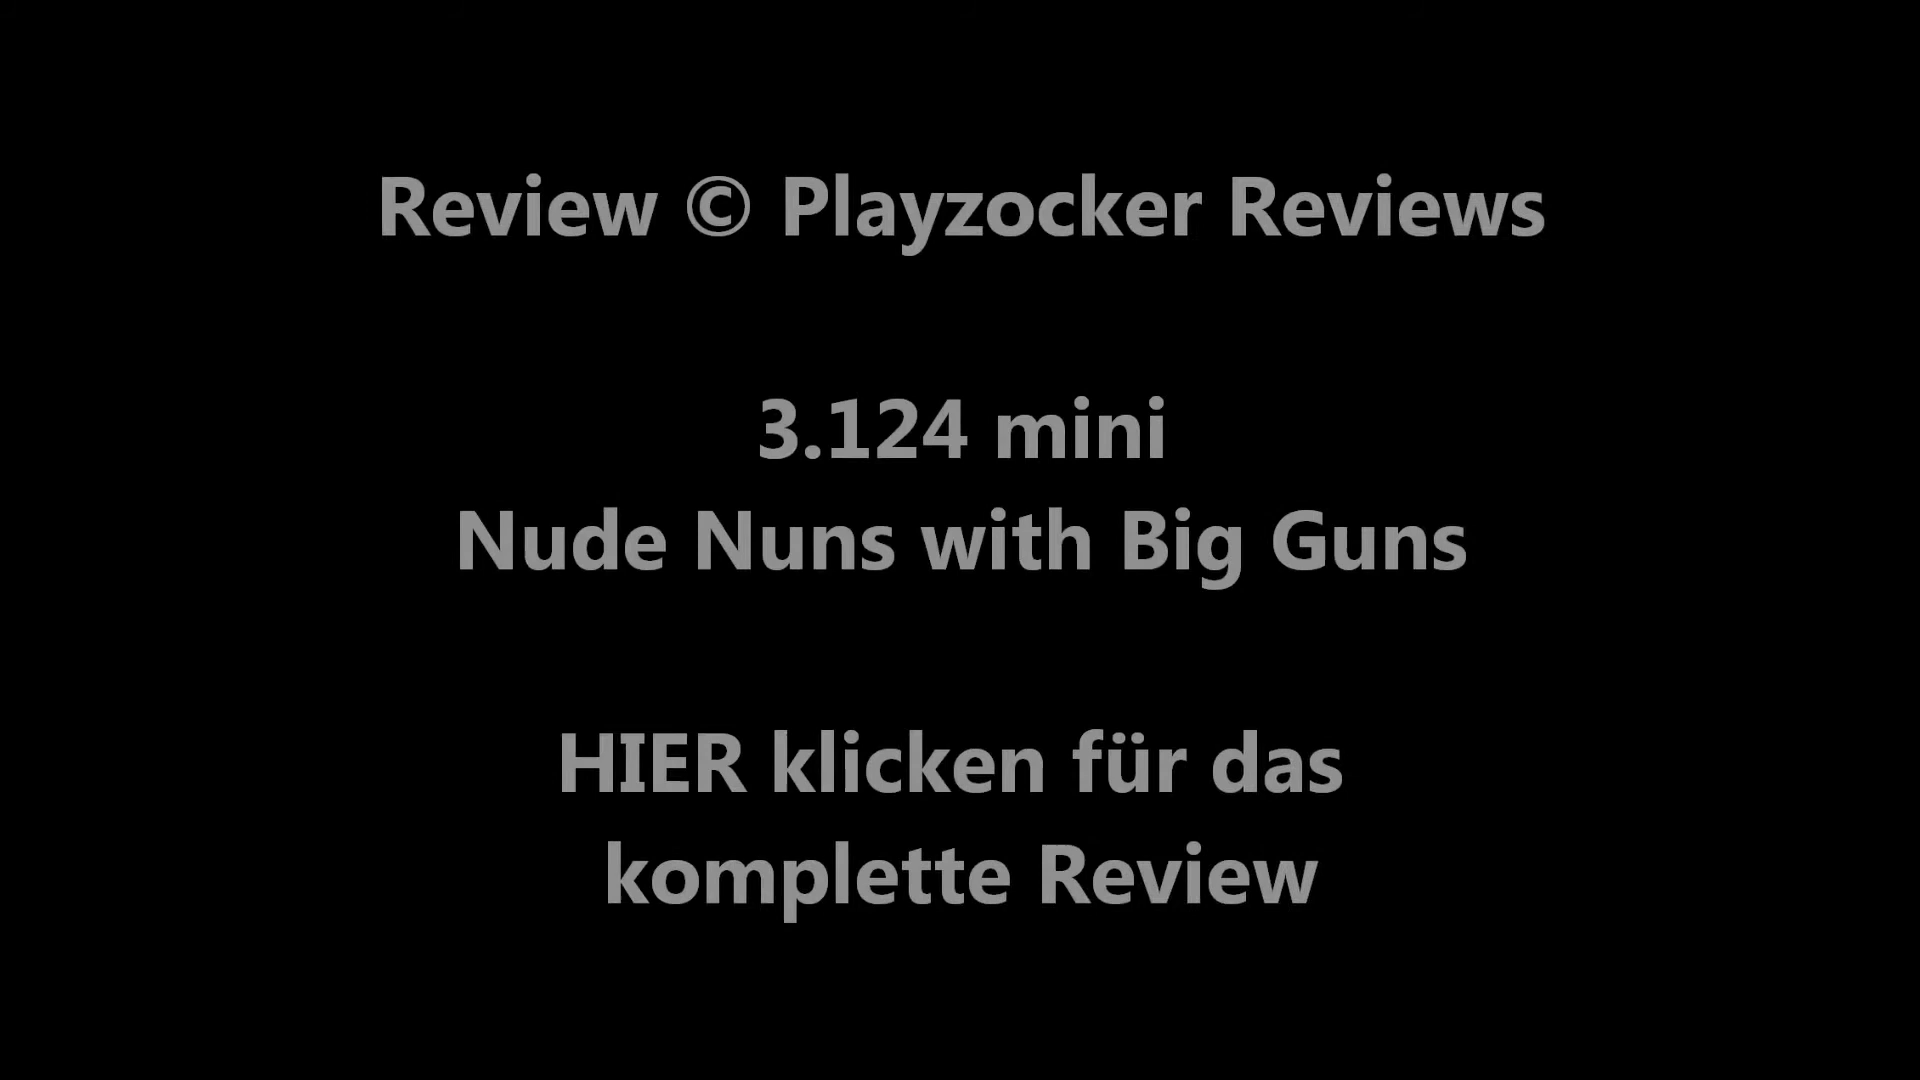 Review © Playzocker Reviews
3.124 mini
Nude Nuns with Big Guns
HIER klicken für das
komplette Review